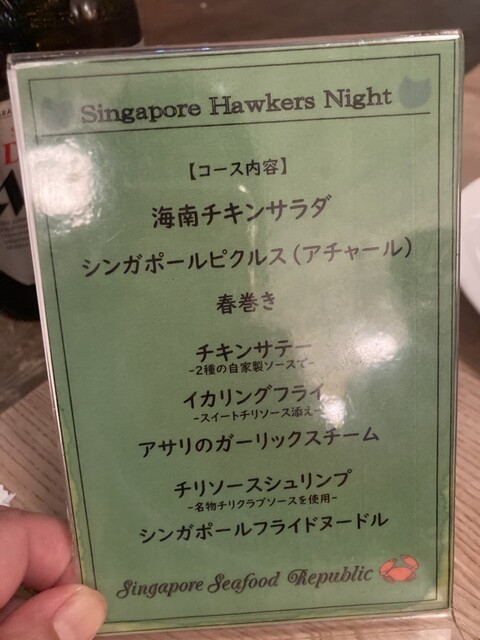 Singapore Hawkers Night
【コース内容】
海南チキンサラダ
シンガポールピクルス（アチャール）
春巻き
チキンサテー
-2種の自家製ソースで-
イカリングフライ
-スイートチリソース添え-
アサリのガーリックスチーム
チリソースシュリンプ
-名物チリクラブソースを使用-
シンガポールフライドヌードル
Singapore Seafood Republic